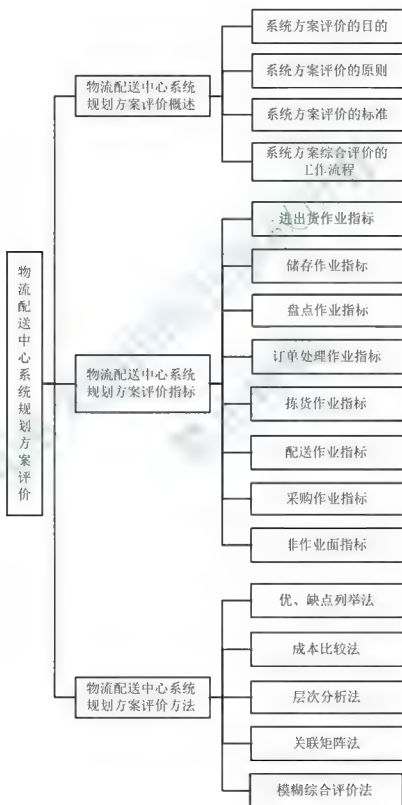 物流配送中心系统规划方案评价
物流配送中心系统
规划方案评价概述
系统方案评价的目的
系统方案评价的原则
系统方案评价的标准
系统方案综合评价的
工作流程
物流配送中心系统
规划方案评价指标
进出货作业指标
储存作业指标
盘点作业指标
订单处理作业指标
拣货作业指标
配送作业指标
采购作业指标
非作业面指标
物流配送中心系统
规划方案评价方法
优、缺点列举法
成本比较法
层次分析法
关联矩阵法
模糊综合评价法